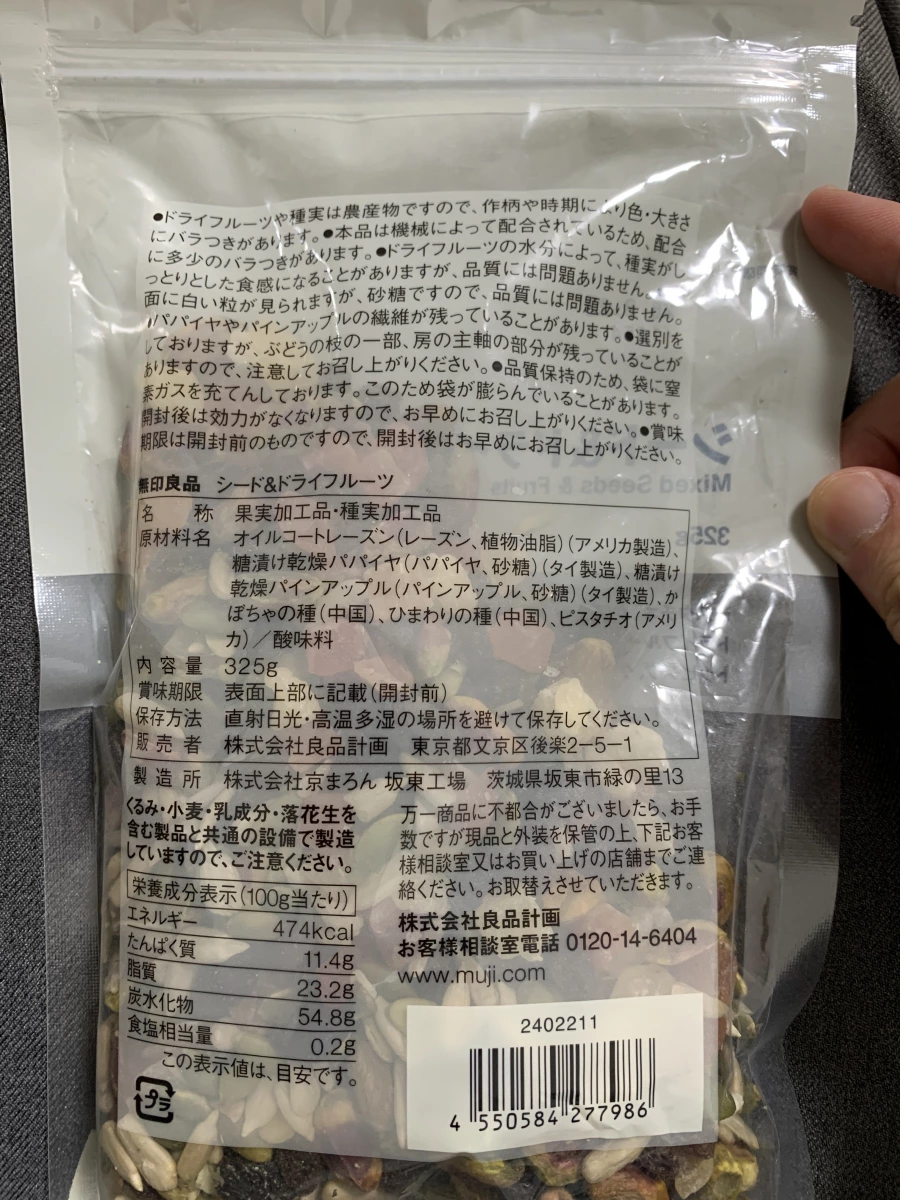 ●ドライフルーツや種実は農産物ですので、作柄や時期により色・大きさ
にバラつきがあります。●本品は機械によって配合されているため、配合
に多少のバラつきがあります。●ドライフルーツの水分によって、種実がし
っとりとした食感になることがありますが、品質には問題ありません。
面に白い粒が見られますが、砂糖ですので、品質には問題ありません。
パパイヤやパインアップルの繊維が残っていることがあります。●選別を
しておりますが、ぶどうの枝の一部、房の主軸の部分が残っていることが
ありますので、注意してお召し上がりください。●品質保持のため、袋に窒
素ガスを充てんしております。このため袋が膨らんでいることがあります。
開封後は効力がなくなりますので、お早めにお召し上がりください。●賞味
期限は開封前のものですので、開封後はお早めにお召し上がりください。
Mixed Seeds & Fruits
325g
無印良品 シード&ドライフルーツ
名 称 果実加工品・種実加工品
原材料名 オイルコートレーズン(レーズン、植物油脂)(アメリカ製造)、
糖漬け乾燥パパイヤ(パパイヤ、砂糖)(タイ製造)、糖漬け
乾燥パインアップル(パインアップル、砂糖)(タイ製造)、か
ぼちゃの種(中国)、ひまわりの種(中国)、ピスタチオ(アメリ
カ)/酸味料
内容量 325g
賞味期限 表面上部に記載(開封前)
保存方法 直射日光・高温多湿の場所を避けて保存してください。
販売者 株式会社良品計画 東京都文京区後楽2-5-1
製造所 株式会社京まろん 坂東工場 茨城県坂東市緑の里13
くるみ・小麦・乳成分・落花生を
含む製品と共通の設備で製造
していますので、ご注意ください。
栄養成分表示(100g当たり)
エネルギー 474kcal
たんぱく質 11.4g
脂質 23.2g
炭水化物 54.8g
食塩相当量 0.2g
この表示値は、目安です。
プラ
万一商品に不都合がございましたら、お手
数ですが現品と外装を保管の上、下記お客
様相談室又はお買い上げの店舗までご連
絡ください。お取替えさせていただきます。
株式会社良品計画
お客様相談室電話 0120-14-6404
www.muji.com
2402211
4 550584 277986